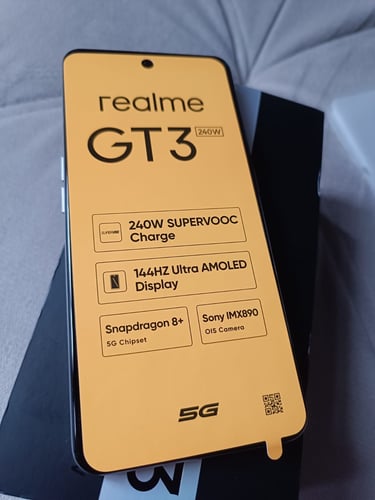 realme
GT3 240W
240W SUPERVOOC
Charge
144HZ Ultra AMOLED
Display
Snapdragon 8+
5G Chipset
Sony IMX890
OIS Camera
5G
3